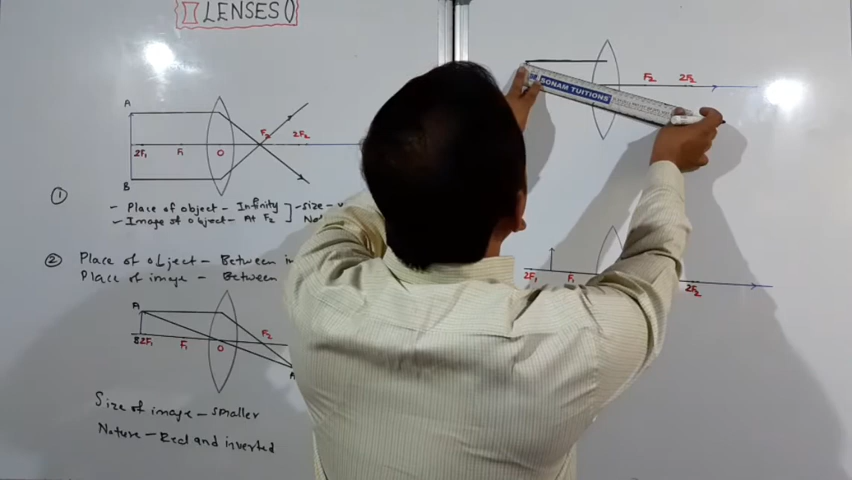 LENSES()
A
2F1 F1 O F2 2F2
B
①
- Place of object - Infinity
- Image of object - At F2
- size -
② Place of object - Between
Place of image - Between
A
B 2F1 F1 O F2
A
Size of image - smaller
Nature - Real and inverted
F2 2F2
SONAM TUITIONS
2F1 F1
2F2